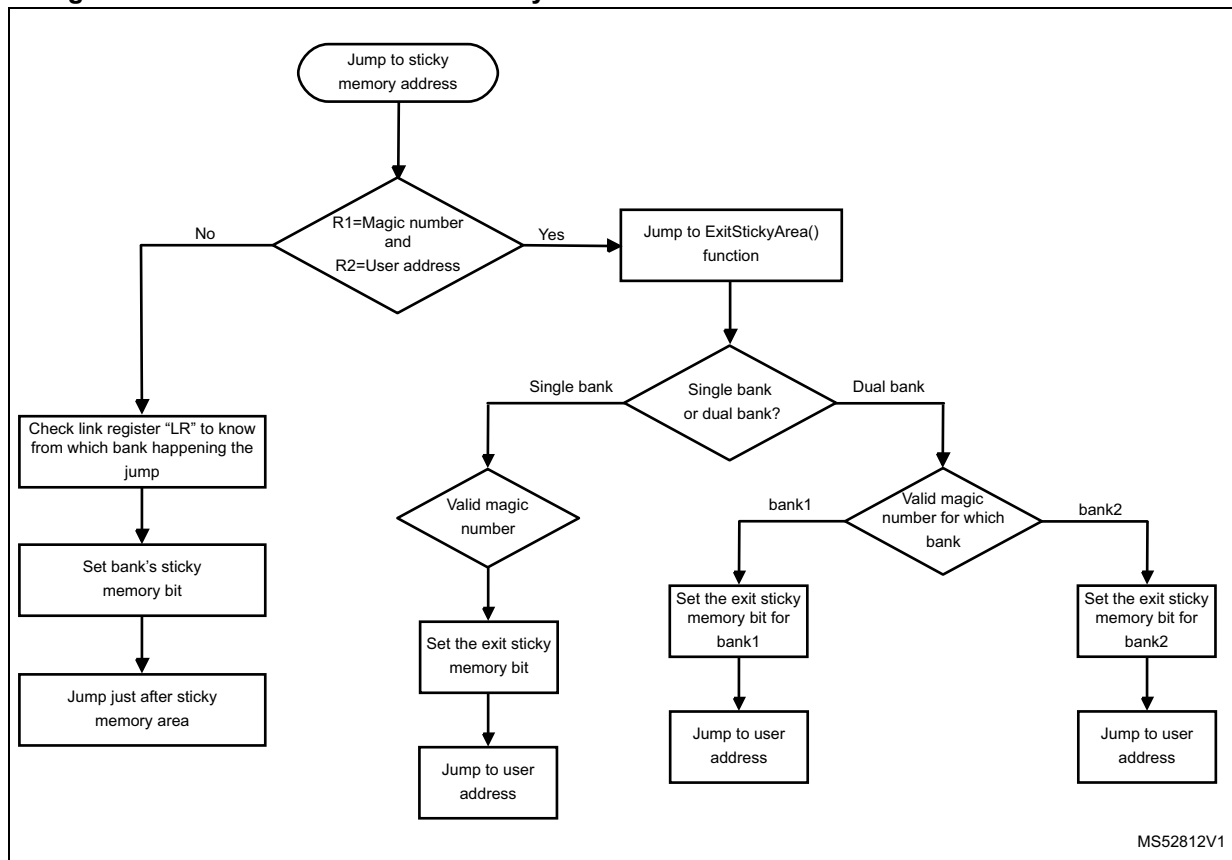 Jump to sticky
memory address
R1=Magic number
and
R2=User address
No
Yes
Jump to ExitStickyArea()
function
Single bank
or dual bank?
Single bank
Dual bank
Check link register “LR” to know
from which bank happening the
jump
Valid magic
number
Valid magic
number for which
bank
bank1
bank2
Set bank’s sticky
memory bit
Set the exit sticky
memory bit
Set the exit sticky
memory bit for
bank1
Set the exit sticky
memory bit for
bank2
Jump just after sticky
memory area
Jump to user
address
Jump to user
address
Jump to user
address
MS52812V1